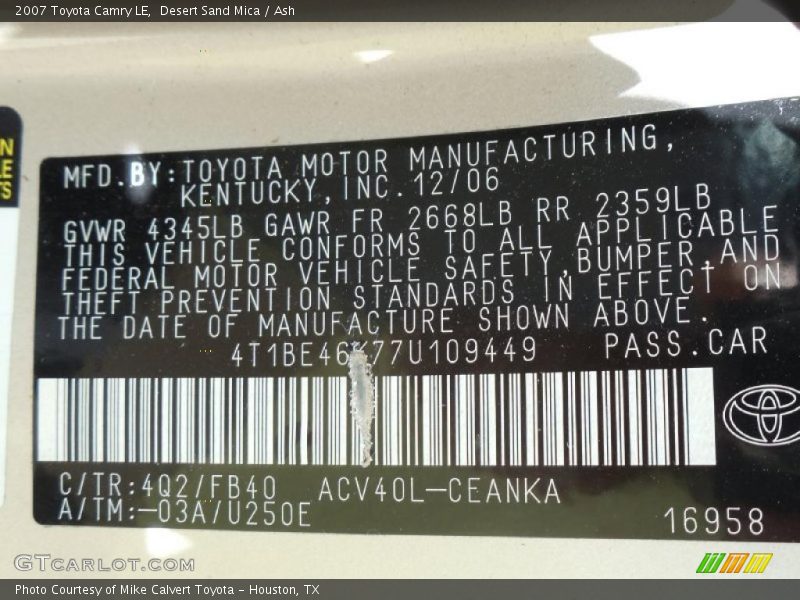 2007 Toyota Camry LE, Desert Sand Mica / Ash
MFD.BY:TOYOTA MOTOR MANUFACTURING,
KENTUCKY,INC.12/06
GVWR 4345LB GAWR FR 2668LB RR 2359LB
THIS VEHICLE CONFORMS TO ALL APPLICABLE
FEDERAL MOTOR VEHICLE SAFETY,BUMPER,AND
THEFT PREVENTION STANDARDS IN EFFECT ON
THE DATE OF MANUFACTURE SHOWN ABOVE.
4T1BE46K77U109449 PASS.CAR
C/TR:4Q2/FB40 ACV40L-CEANKA
A/TM:-03A/U250E
16958
GTCARLOT.COM
Photo Courtesy of Mike Calvert Toyota - Houston, TX